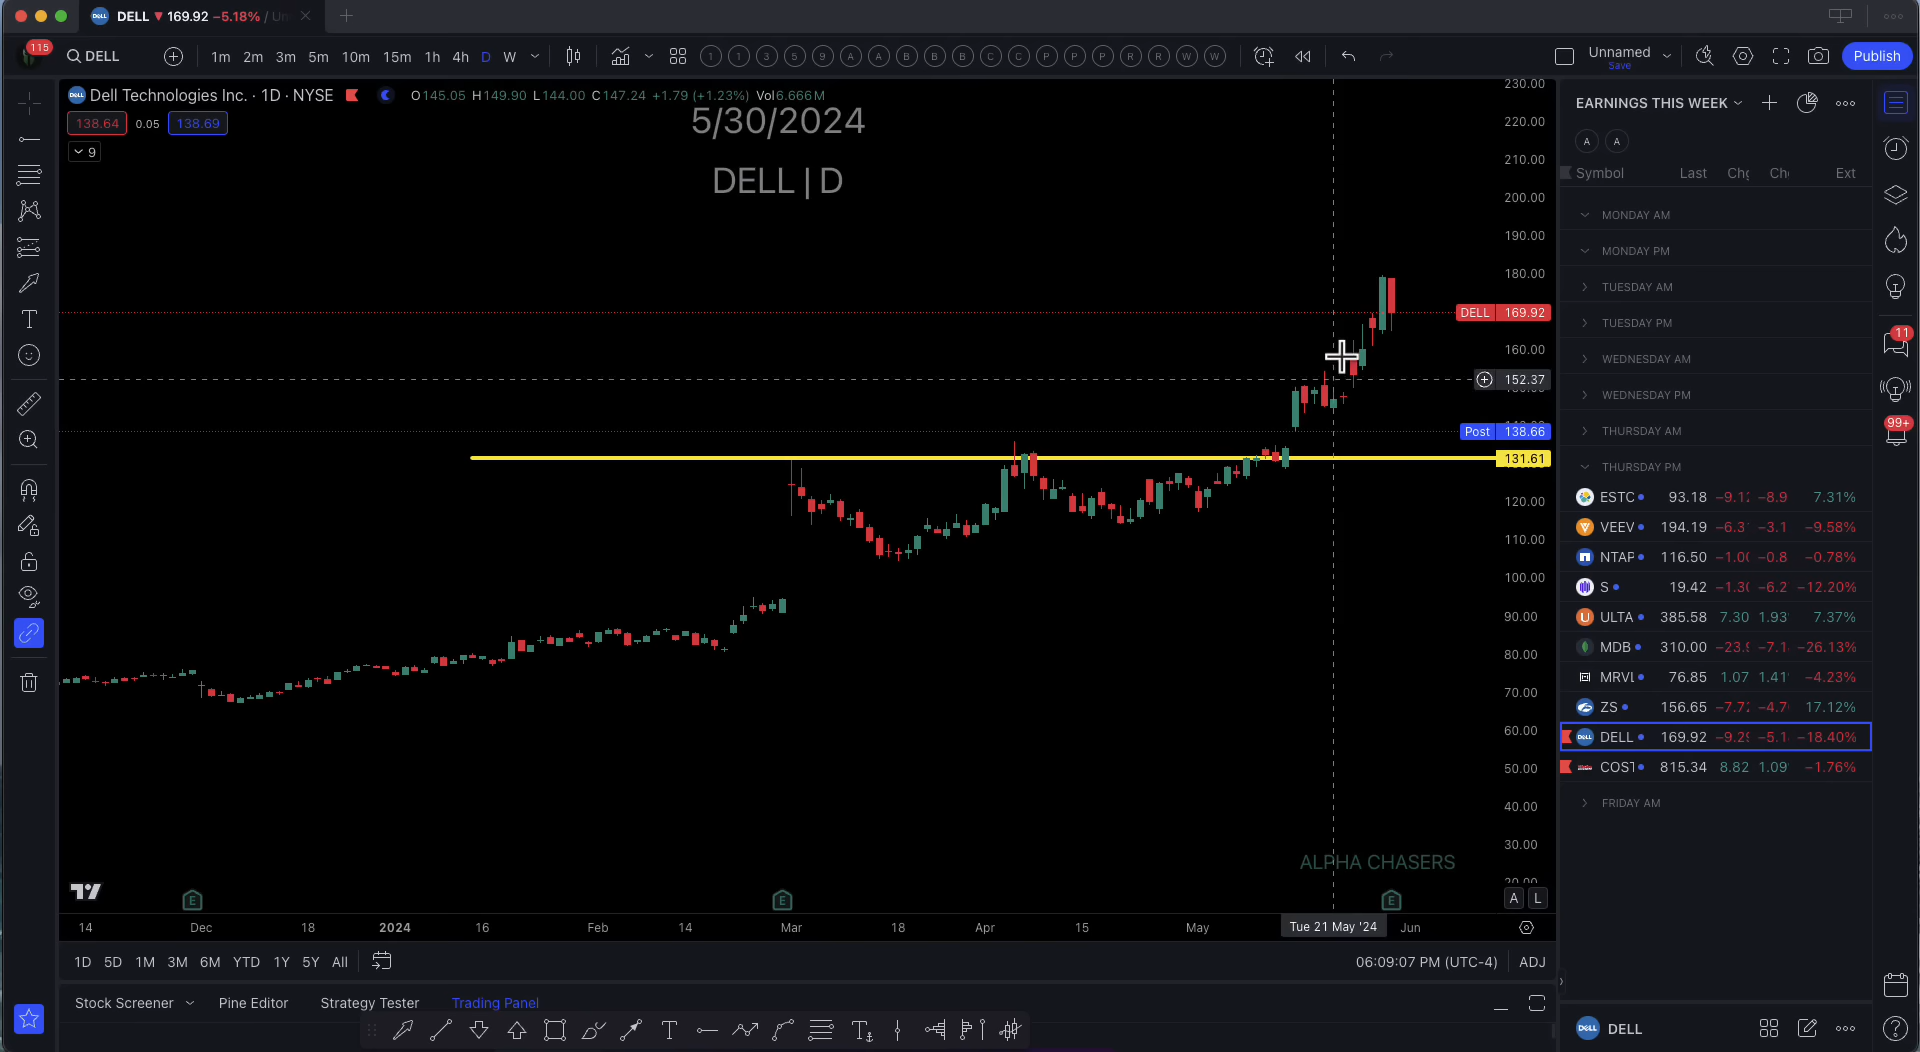 DELL ▼ 169.92 −5.18% / Un
115
DELL
1m 2m 3m 5m 10m 15m 1h 4h D W
1 1 3 5 9 A A B B B C C P P P R R W W
Unnamed
Save
Publish
Dell Technologies Inc. · 1D · NYSE
O145.05 H149.90 L144.00 C147.24 +1.79 (+1.23%) Vol6.666M
138.64 0.05 138.69
9
5/30/2024
DELL | D
230.00
220.00
210.00
200.00
190.00
180.00
DELL 169.92
160.00
152.37
Post 138.66
131.61
120.00
110.00
100.00
90.00
80.00
70.00
60.00
50.00
40.00
30.00
20.00
ALPHA CHASERS
E E E
A L
14 Dec 18 2024 16 Feb 14 Mar 18 Apr 15 May Tue 21 May '24 Jun
1D 5D 1M 3M 6M YTD 1Y 5Y All
06:09:07 PM (UTC-4) ADJ
Stock Screener Pine Editor Strategy Tester Trading Panel
EARNINGS THIS WEEK
A A
Symbol Last Chg Ch Ext
MONDAY AM
MONDAY PM
TUESDAY AM
TUESDAY PM
WEDNESDAY AM
WEDNESDAY PM
THURSDAY AM
THURSDAY PM
ESTC 93.18 −9.12 −8.9 7.31%
VEEV 194.19 −6.3 −3.1 −9.58%
NTAP 116.50 −1.00 −0.8 −0.78%
S 19.42 −1.30 −6.2 −12.20%
ULTA 385.58 7.30 1.93 7.37%
MDB 310.00 −23.9 −7.1 −26.13%
MRVL 76.85 1.07 1.41 −4.23%
ZS 156.65 −7.7 −4.7 17.12%
DELL 169.92 −9.29 −5.1 −18.40%
COST 815.34 8.82 1.09 −1.76%
FRIDAY AM
DELL
11
99+